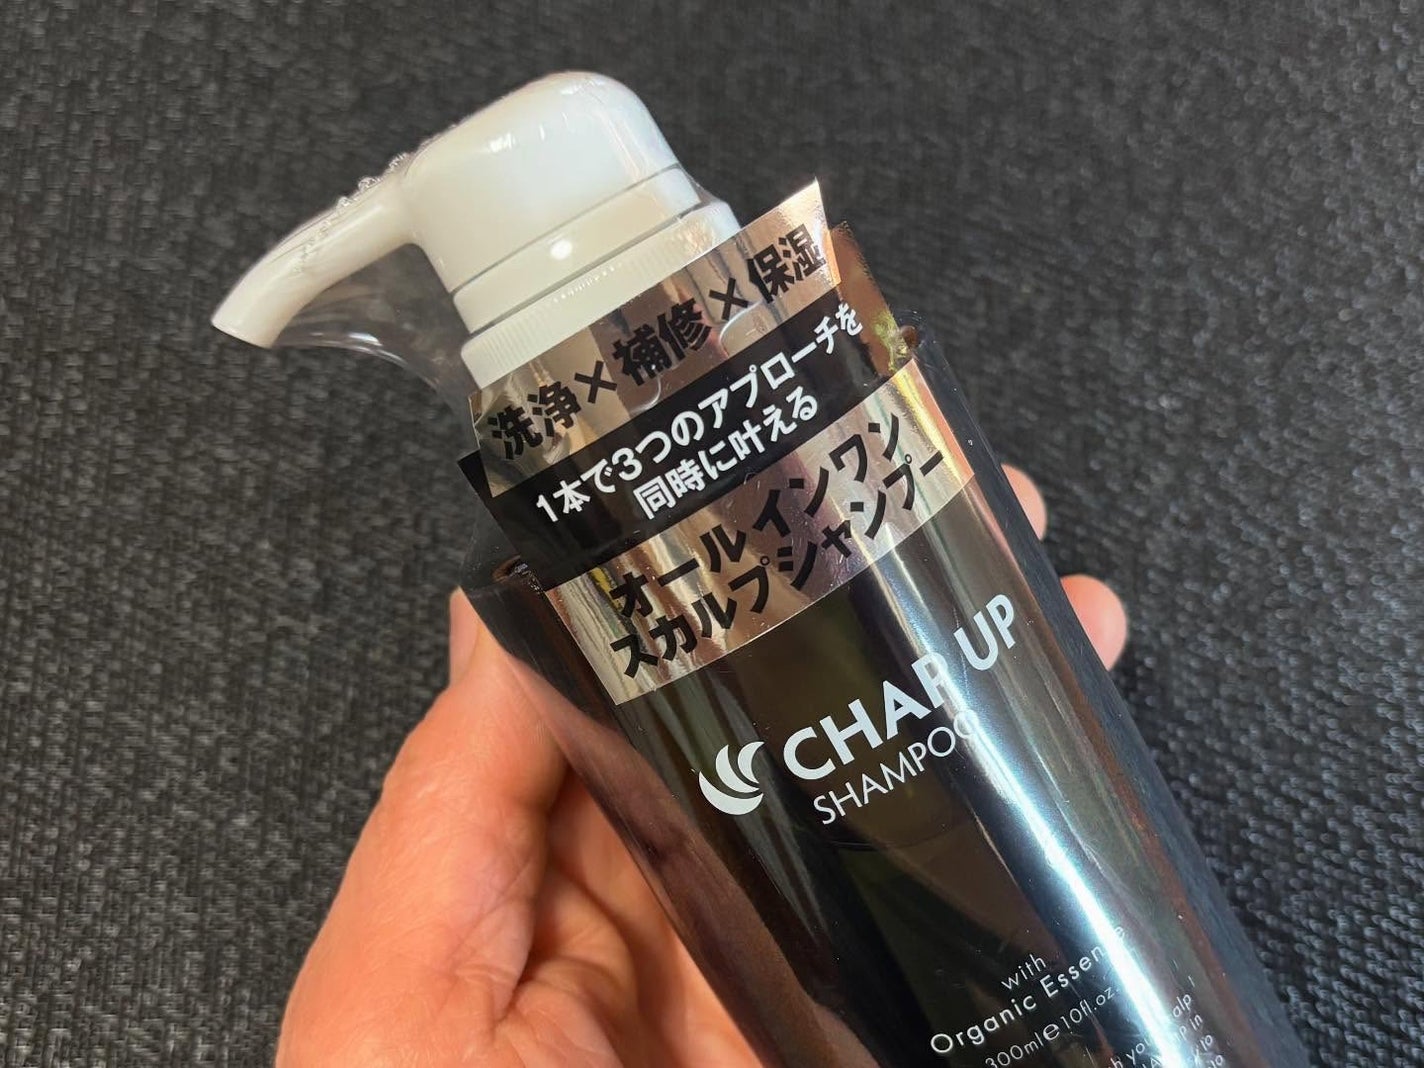 洗浄×補修×保湿
1本で3つのアプローチを
同時に叶える
オールインワン
スカルプシャンプー
CHAP UP
SHAMPOO
with
Organic Essence
300ml℮10fl.oz.